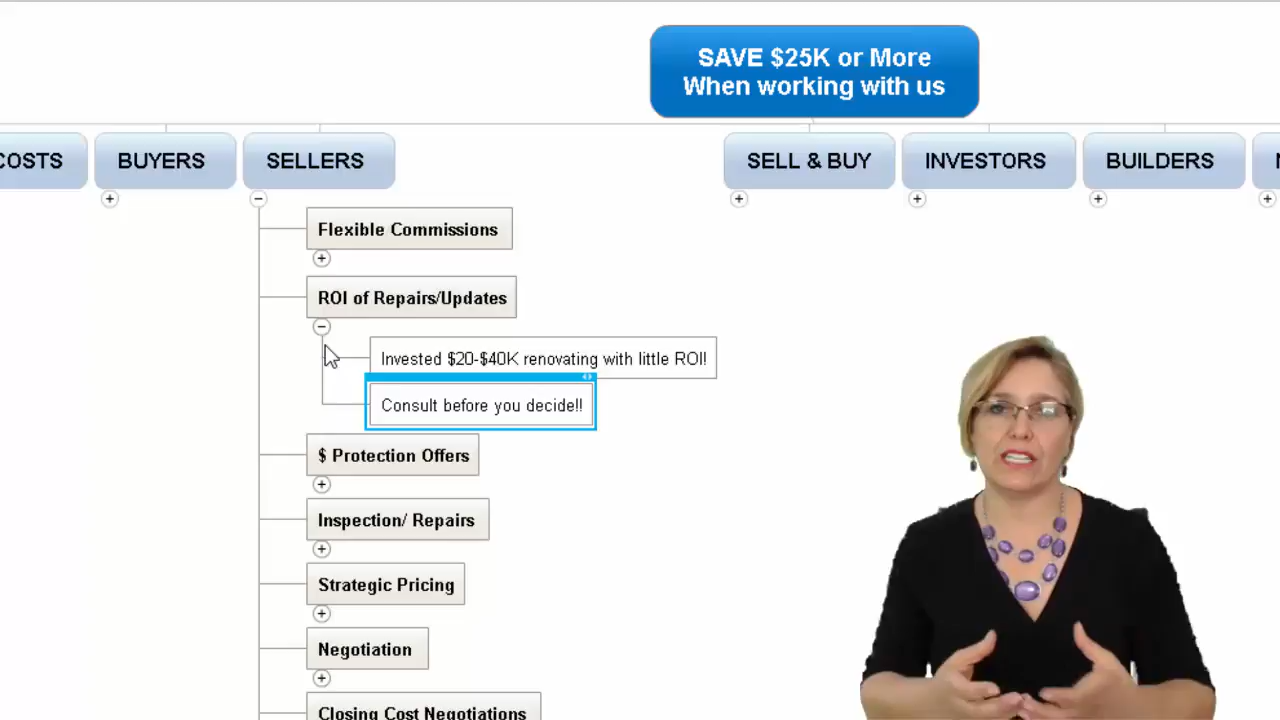 SAVE $25K or More
When working with us
COSTS
BUYERS
SELLERS
SELL & BUY
INVESTORS
BUILDERS
Flexible Commissions
ROI of Repairs/Updates
Invested $20-$40K renovating with little ROI!
Consult before you decide!!
$ Protection Offers
Inspection/ Repairs
Strategic Pricing
Negotiation
Closing Cost Negotiations